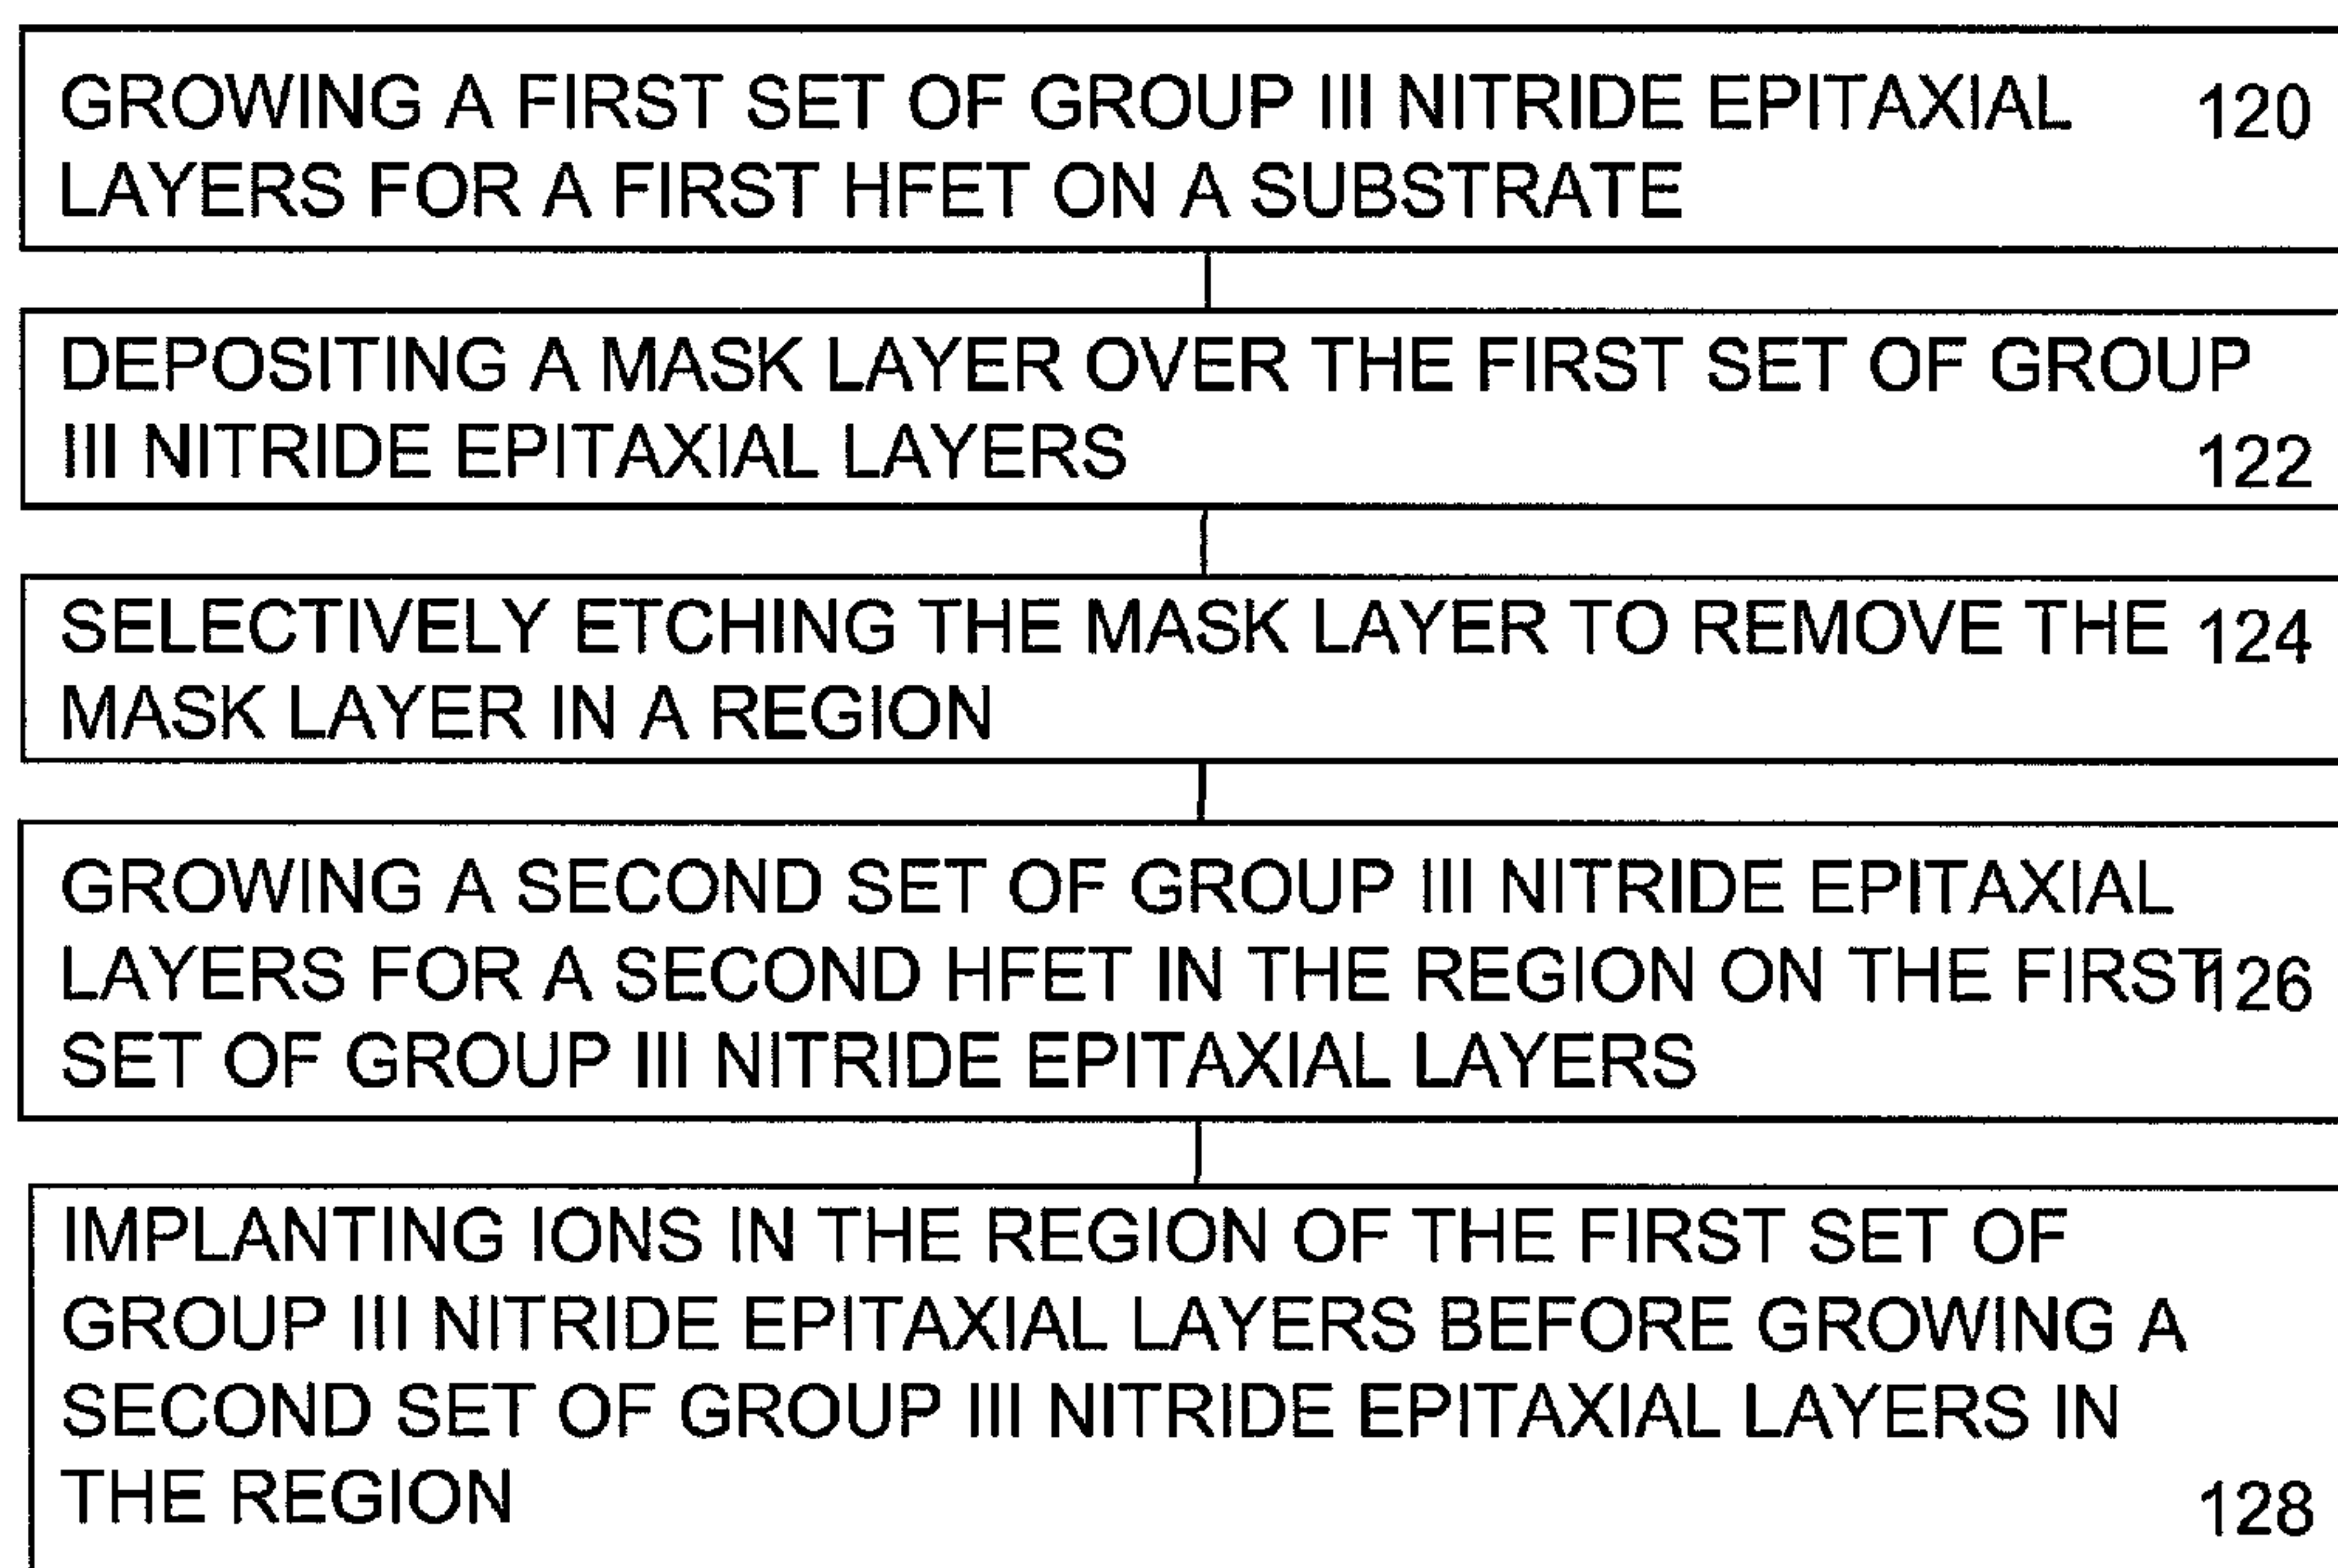 GROWING A FIRST SET OF GROUP III NITRIDE EPITAXIAL 120
LAYERS FOR A FIRST HFET ON A SUBSTRATE
DEPOSITING A MASK LAYER OVER THE FIRST SET OF GROUP
III NITRIDE EPITAXIAL LAYERS 122
SELECTIVELY ETCHING THE MASK LAYER TO REMOVE THE 124
MASK LAYER IN A REGION
GROWING A SECOND SET OF GROUP III NITRIDE EPITAXIAL
LAYERS FOR A SECOND HFET IN THE REGION ON THE FIRST 126
SET OF GROUP III NITRIDE EPITAXIAL LAYERS
IMPLANTING IONS IN THE REGION OF THE FIRST SET OF
GROUP III NITRIDE EPITAXIAL LAYERS BEFORE GROWING A
SECOND SET OF GROUP III NITRIDE EPITAXIAL LAYERS IN
THE REGION 128